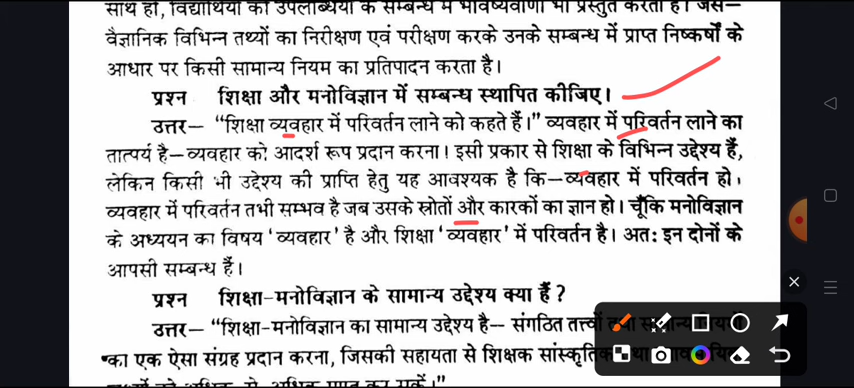 साथ ही, विद्यार्थियों की उपलब्धियों के सम्बन्ध में भविष्यवाणी भी प्रस्तुत करता है। जैसे—
वैज्ञानिक विभिन्न तथ्यों का निरीक्षण एवं परीक्षण करके उनके सम्बन्ध में प्राप्त निष्कर्षों के
आधार पर किसी सामान्य नियम का प्रतिपादन करता है।
प्रश्न शिक्षा और मनोविज्ञान में सम्बन्ध स्थापित कीजिए।
उत्तर— “शिक्षा व्यवहार में परिवर्तन लाने को कहते हैं।” व्यवहार में परिवर्तन लाने का
तात्पर्य है—व्यवहार को आदर्श रूप प्रदान करना। इसी प्रकार से शिक्षा के विभिन्न उद्देश्य हैं,
लेकिन किसी भी उद्देश्य की प्राप्ति हेतु यह आवश्यक है कि—व्यवहार में परिवर्तन हो।
व्यवहार में परिवर्तन तभी सम्भव है जब उसके स्रोतों और कारकों का ज्ञान हो। चूँकि मनोविज्ञान
के अध्ययन का विषय ‘व्यवहार’ है और शिक्षा ‘व्यवहार’ में परिवर्तन है। अतः इन दोनों के
आपसी सम्बन्ध हैं।
प्रश्न शिक्षा-मनोविज्ञान के सामान्य उद्देश्य क्या हैं?
उत्तर— “शिक्षा-मनोविज्ञान का सामान्य उद्देश्य है— संगठित तत्त्वों
का एक ऐसा संग्रह प्रदान करना, जिसकी सहायता से शिक्षक सांस्कृतिक